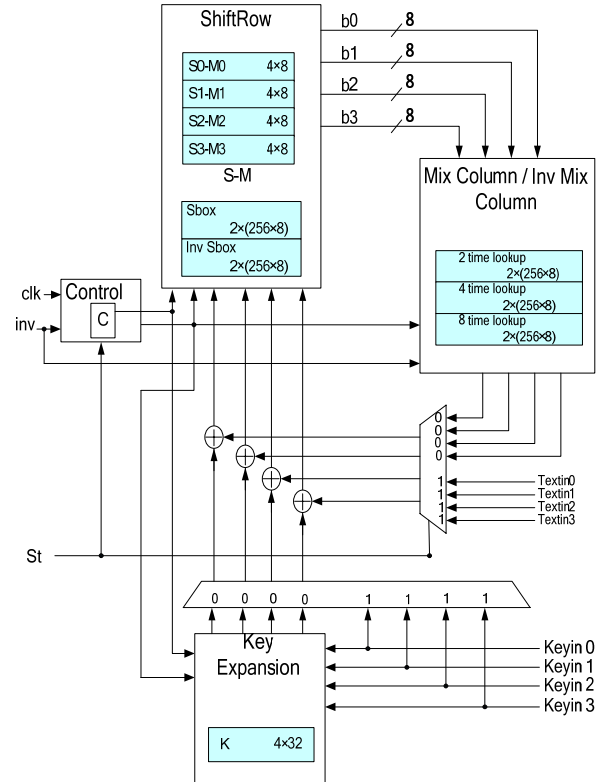 ShiftRow
S0-M0 4×8
S1-M1 4×8
S2-M2 4×8
S3-M3 4×8
S-M
Sbox
2×(256×8)
Inv Sbox
2×(256×8)
b0 8
b1 8
b2 8
b3 8
Mix Column / Inv Mix
Column
2 time lookup
2×(256×8)
4 time lookup
2×(256×8)
8 time lookup
2×(256×8)
clk
inv
Control
C
0
0
0
0
1 Textin0
1 Textin1
1 Textin2
1 Textin3
St
0 0 0 0 1 1 1 1
Key
Expansion
Keyin 0
Keyin 1
Keyin 2
Keyin 3
K 4×32